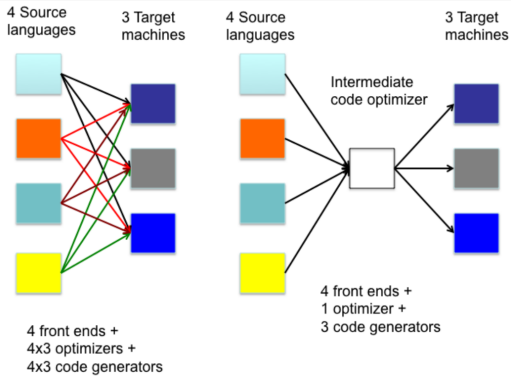 4 Source
languages
3 Target
machines
4 front ends +
4x3 optimizers +
4x3 code generators
4 Source
languages
3 Target
machines
Intermediate
code optimizer
4 front ends +
1 optimizer +
3 code generators